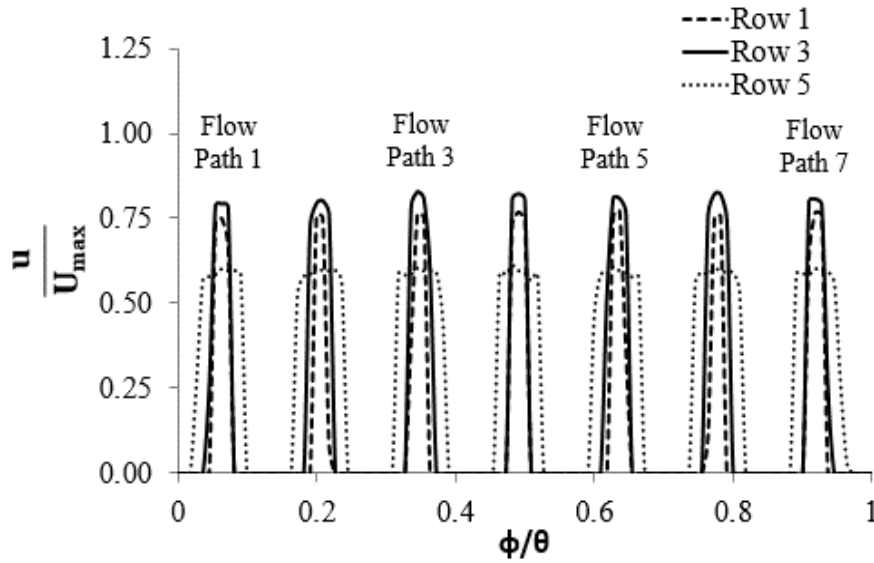 Row 1
Row 3
Row 5
1.25
1.00
0.75
0.50
0.25
0.00
u
U max
Flow
Path 1
Flow
Path 3
Flow
Path 5
Flow
Path 7
0
0.2
0.4
0.6
0.8
1
ϕ/θ